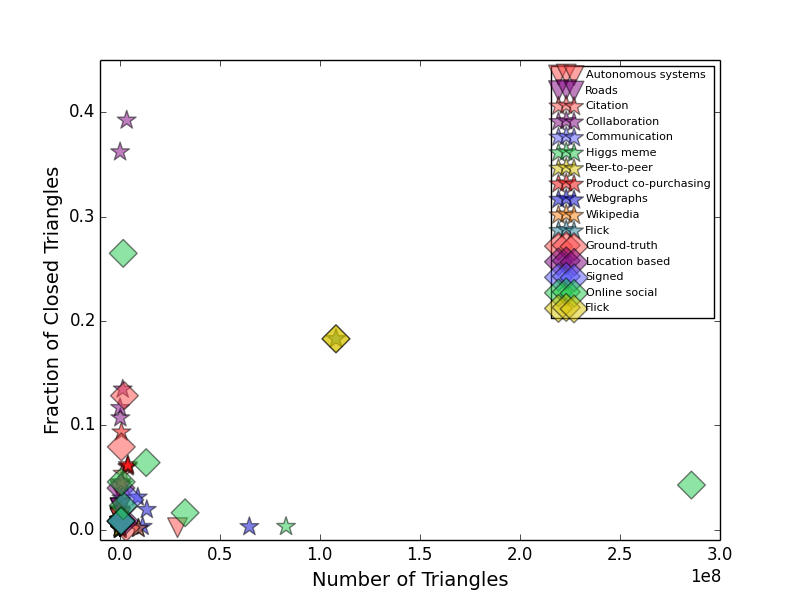 0.4
0.3
0.2
0.1
0.0
Fraction of Closed Triangles
0.0 0.5 1.0 1.5 2.0 2.5 3.0
1e8
Number of Triangles
Autonomous systems
Roads
Citation
Collaboration
Communication
Higgs meme
Peer-to-peer
Product co-purchasing
Webgraphs
Wikipedia
Flick
Ground-truth
Location based
Signed
Online social
Flick